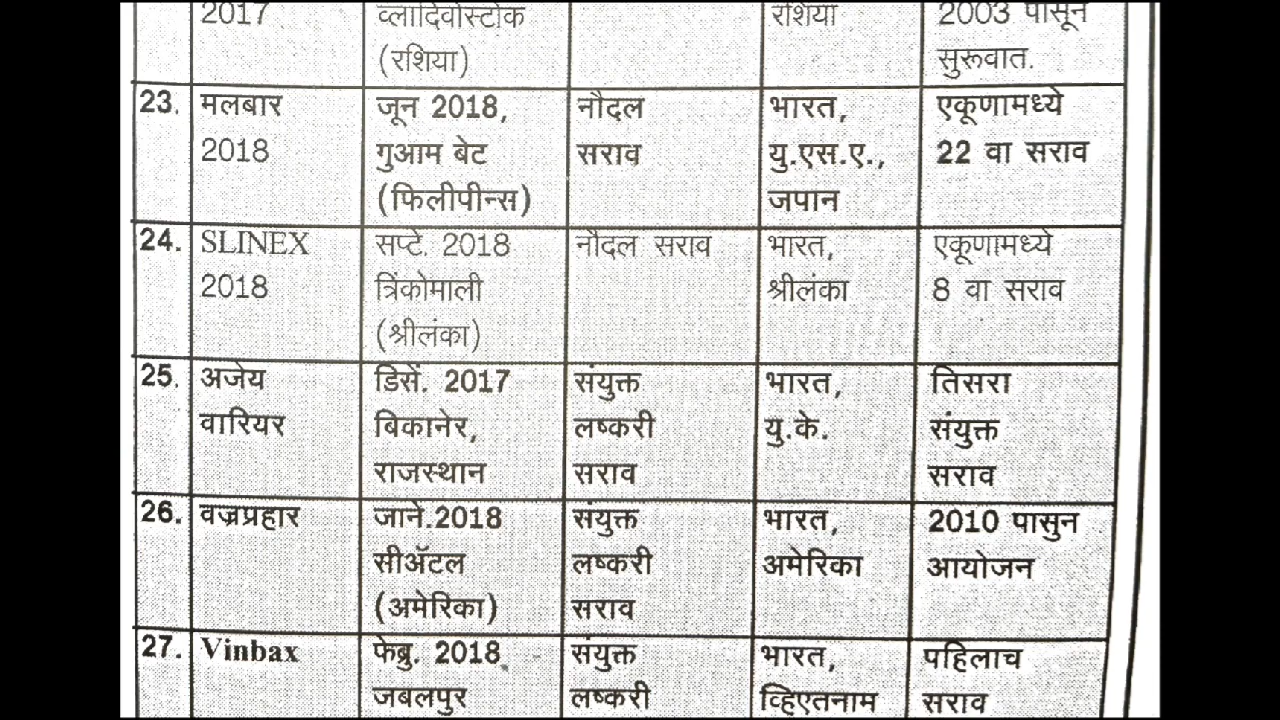 2017 व्लादिवोस्टोक रशिया 2003 पासून
(रशिया) सुरूवात.
23. मलबार जून 2018, नौदल भारत, एकूणामध्ये
2018 गुआम बेट सराव यु.एस.ए., 22 वा सराव
(फिलीपीन्स) जपान
24. SLINEX सप्टे. 2018 नौदल सराव भारत, एकूणामध्ये
2018 त्रिंकोमाली श्रीलंका 8 वा सराव
(श्रीलंका)
25. अजेय डिसें. 2017 संयुक्त भारत, तिसरा
वारियर बिकानेर, लष्करी यु.के. संयुक्त
राजस्थान सराव सराव
26. वज्रप्रहार जाने.2018 संयुक्त भारत, 2010 पासुन
सीॲटल लष्करी अमेरिका आयोजन
(अमेरिका) सराव
27. Vinbax फेब्रु. 2018 संयुक्त भारत, पहिलाच
जबलपुर लष्करी व्हिएतनाम सराव